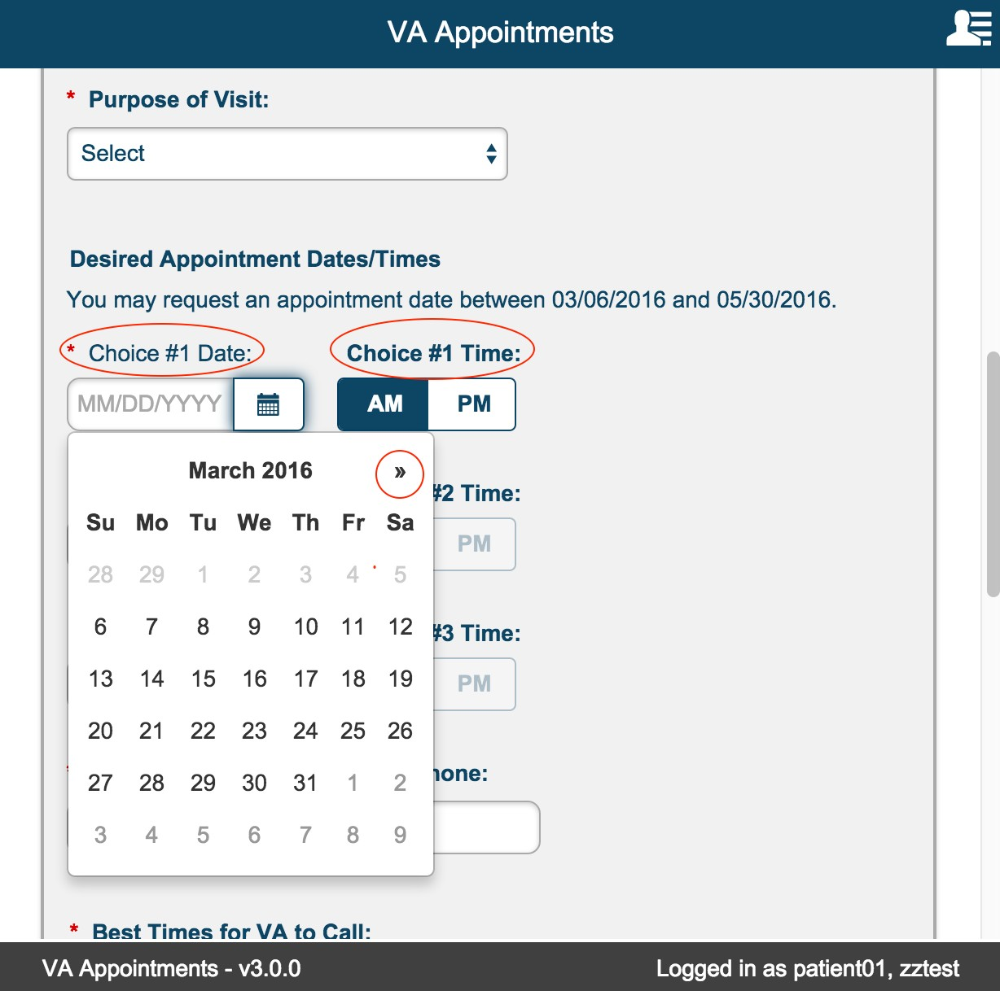 VA Appointments
* Purpose of Visit:
Select
Desired Appointment Dates/Times
You may request an appointment date between 03/06/2016 and 05/30/2016.
* Choice #1 Date: Choice #1 Time:
MM/DD/YYYY AM PM
March 2016 »
#2 Time:
Su Mo Tu We Th Fr Sa
PM
28 29 1 2 3 4 5
6 7 8 9 10 11 12
#3 Time:
13 14 15 16 17 18 19
PM
20 21 22 23 24 25 26
27 28 29 30 31 1 2
3 4 5 6 7 8 9
* Best Times for VA to Call:
VA Appointments - v3.0.0 Logged in as patient01, zztest